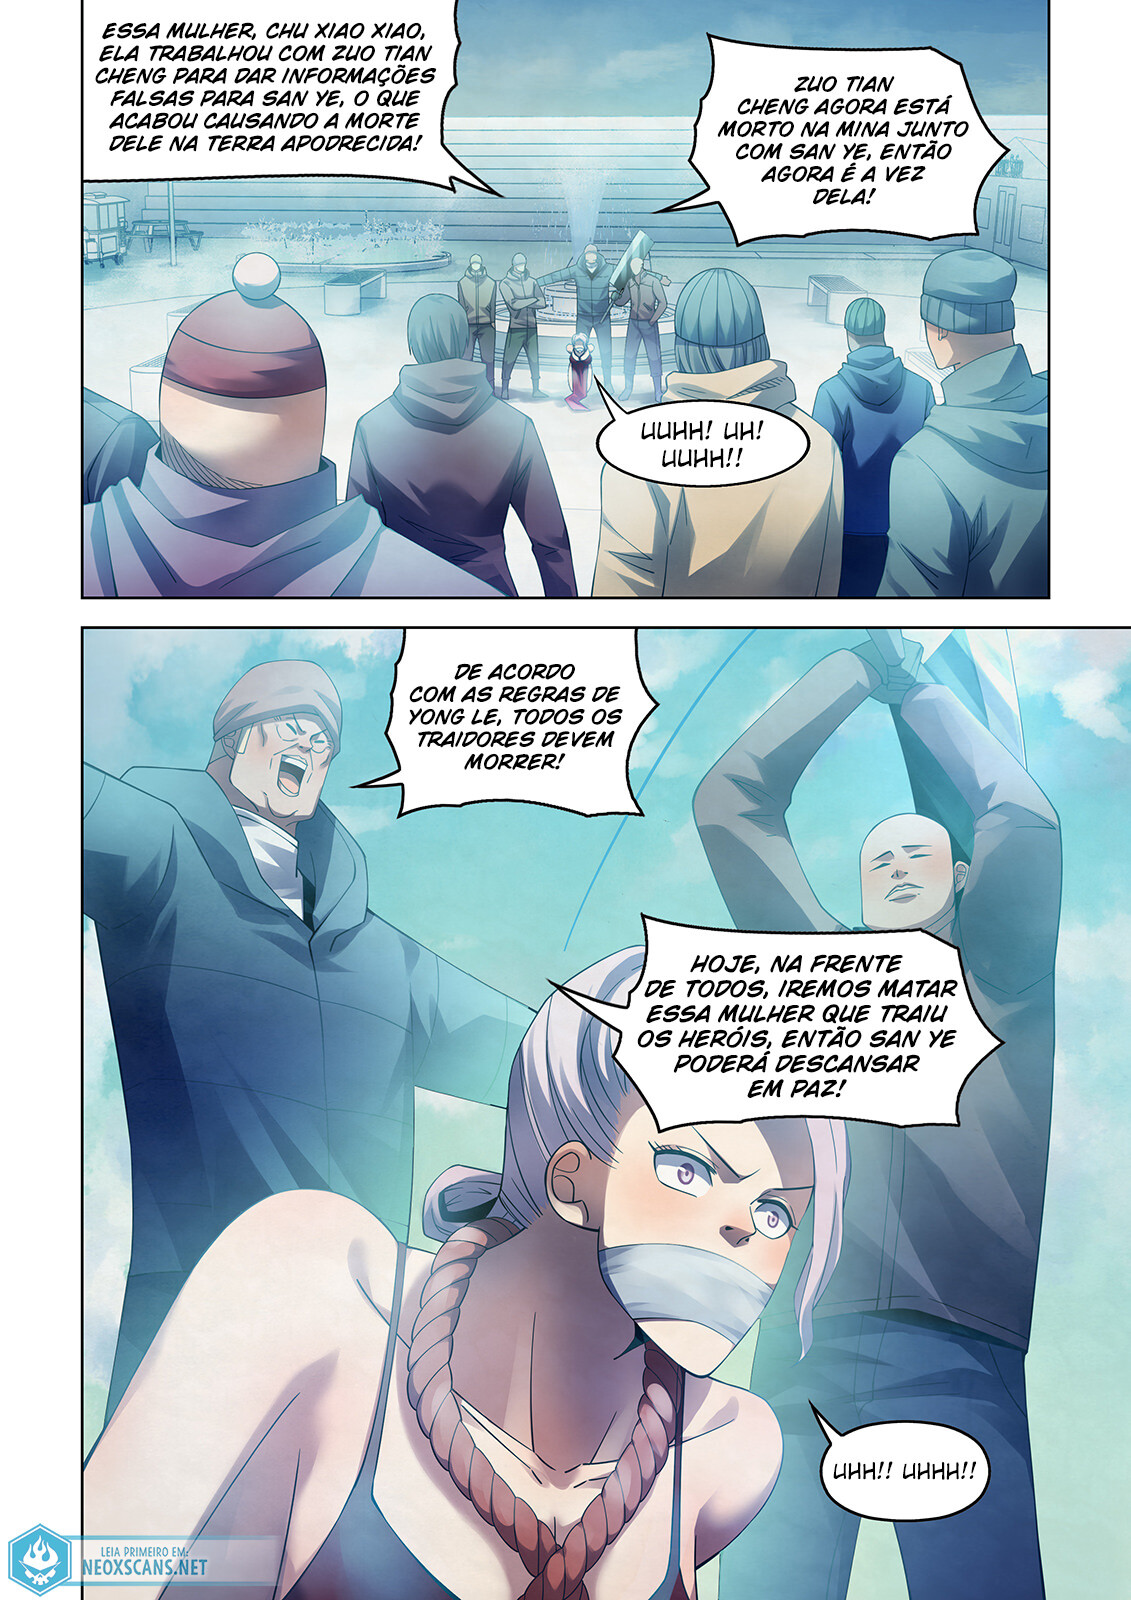 ESSA MULHER, CHU XIAO XIAO,
ELA TRABALHOU COM ZUO TIAN
CHENG PARA DAR INFORMAÇÕES
FALSAS PARA SAN YE, O QUE
ACABOU CAUSANDO A MORTE
DELE NA TERRA APODRECIDA!
ZUO TIAN
CHENG AGORA ESTÁ
MORTO NA MINA JUNTO
COM SAN YE, ENTÃO
AGORA É A VEZ
DELA!
UUHH! UH!
UUHH!!
DE ACORDO
COM AS REGRAS DE
YONG LE, TODOS OS
TRAIDORES DEVEM
MORRER!
HOJE, NA FRENTE
DE TODOS, IREMOS MATAR
ESSA MULHER QUE TRAIU
OS HERÓIS, ENTÃO SAN YE
PODERÁ DESCANSAR
EM PAZ!
UHH!! UHHH!!
LEIA PRIMEIRO EM:
NEOXSCANS.NET